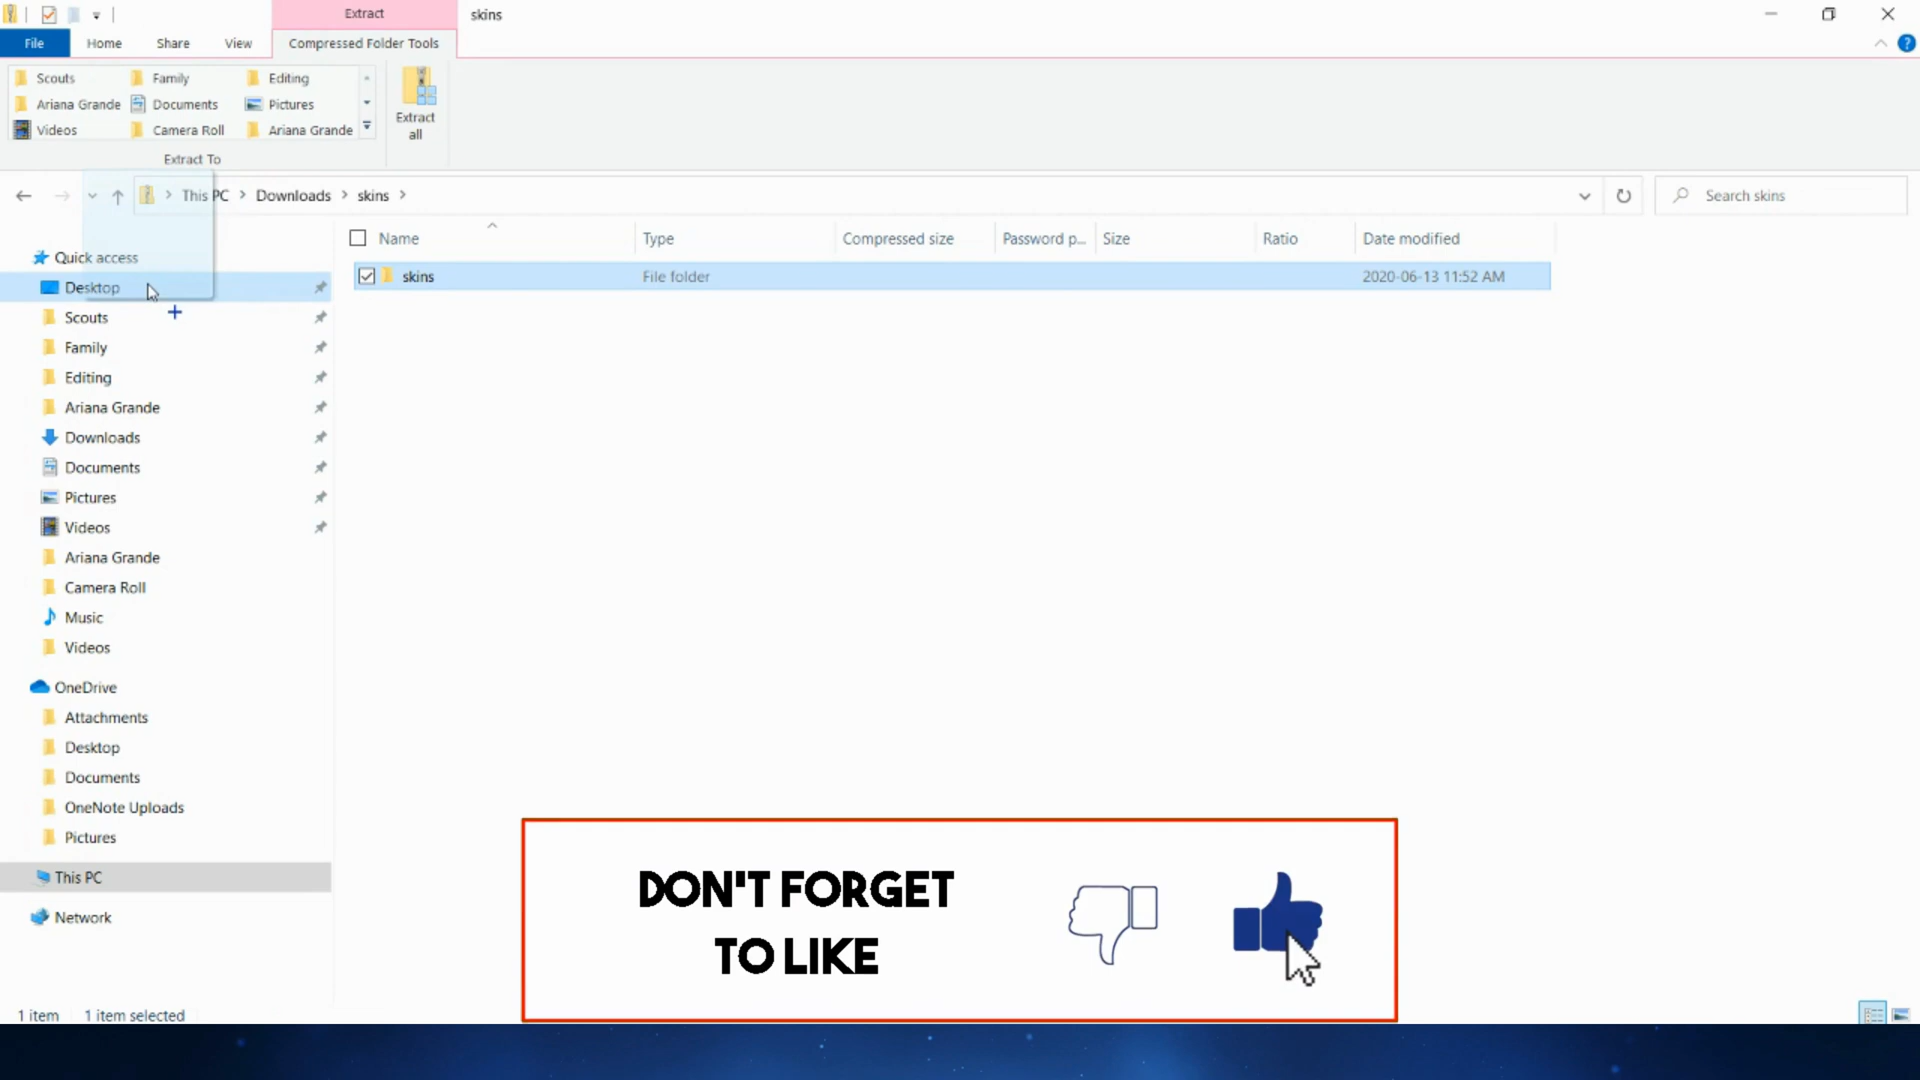 Extract
skins
File
Home
Share
View
Compressed Folder Tools
Scouts
Family
Editing
Ariana Grande
Documents
Pictures
Videos
Camera Roll
Ariana Grande
Extract
all
Extract To
This PC
Downloads
skins
Search skins
Name
Type
Compressed size
Password p...
Size
Ratio
Date modified
skins
File folder
2020-06-13 11:52 AM
Quick access
Desktop
Scouts
Family
Editing
Ariana Grande
Downloads
Documents
Pictures
Videos
Ariana Grande
Camera Roll
Music
Videos
OneDrive
Attachments
Desktop
Documents
OneNote Uploads
Pictures
This PC
Network
DON'T FORGET
TO LIKE
1 item
1 item selected